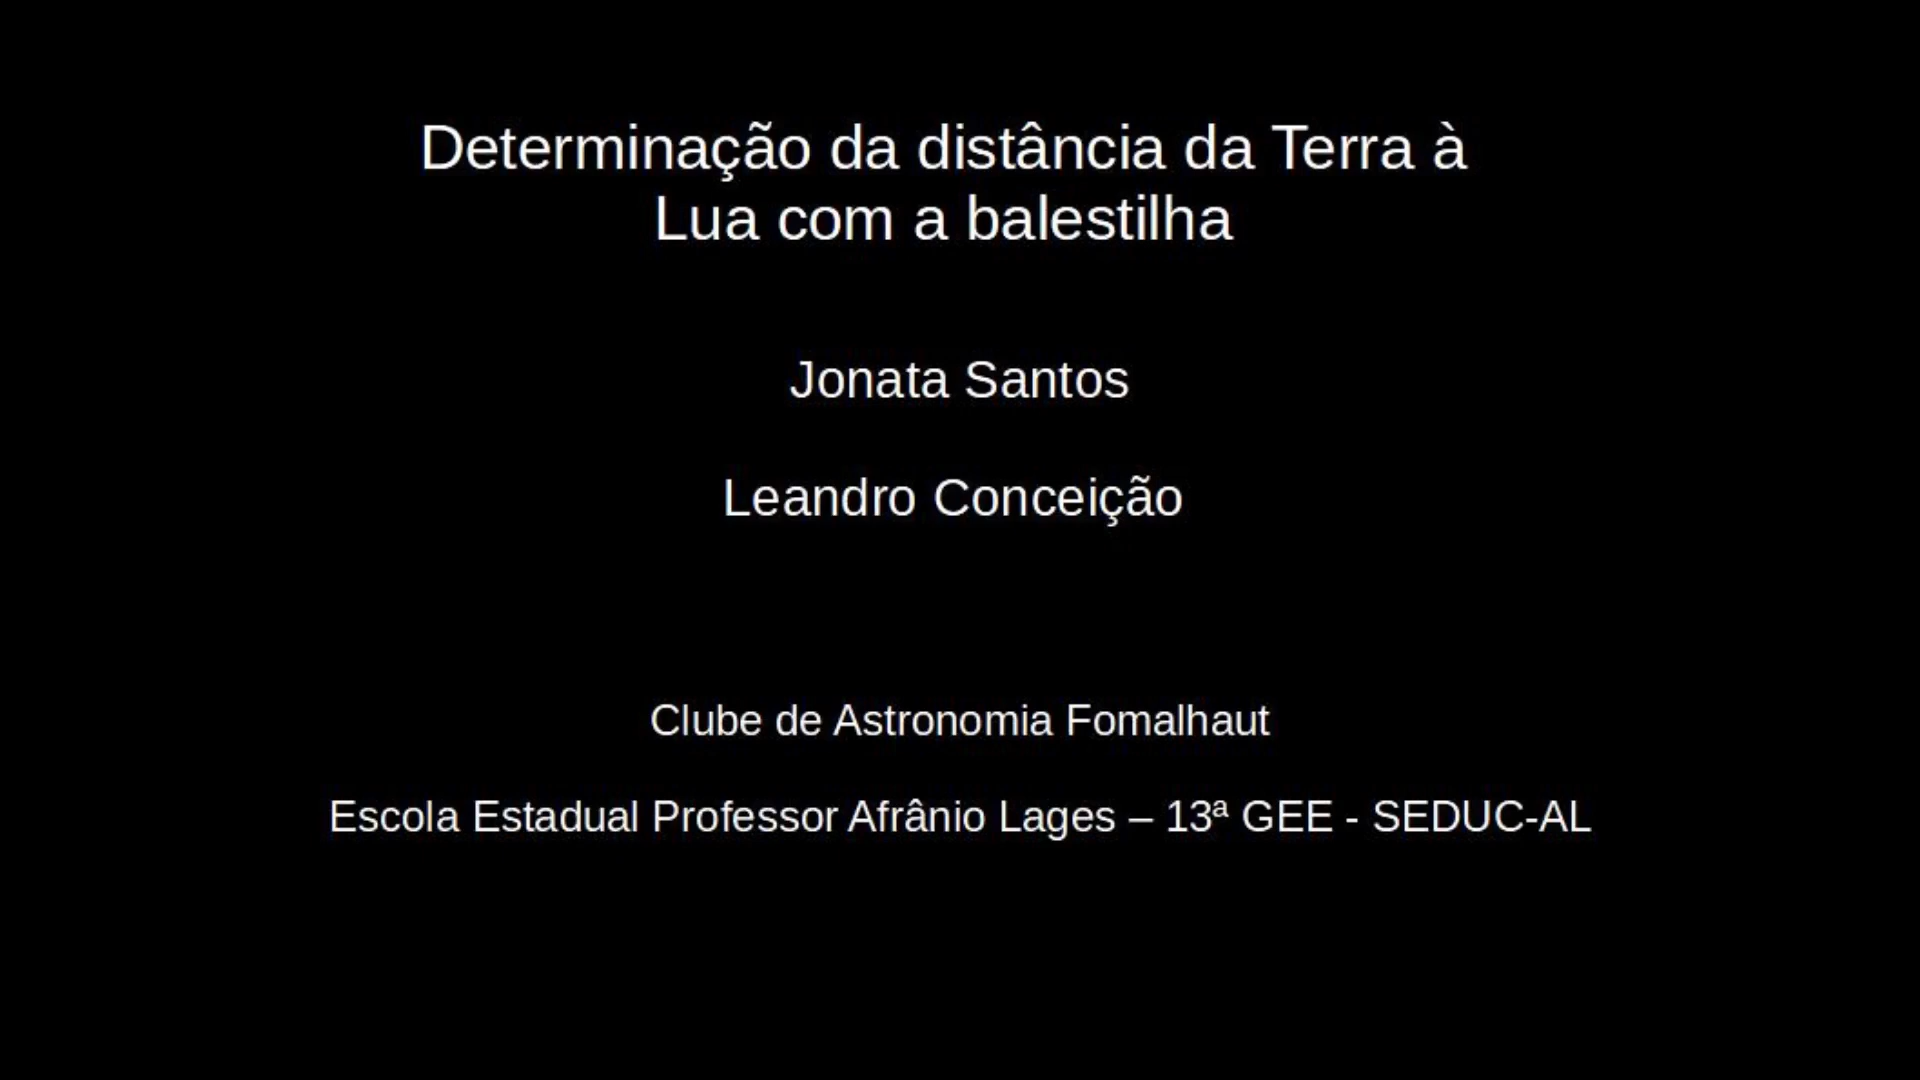 Determinação da distância da Terra à
Lua com a balestilha
Jonata Santos
Leandro Conceição
Clube de Astronomia Fomalhaut
Escola Estadual Professor Afrânio Lages – 13ª GEE - SEDUC-AL